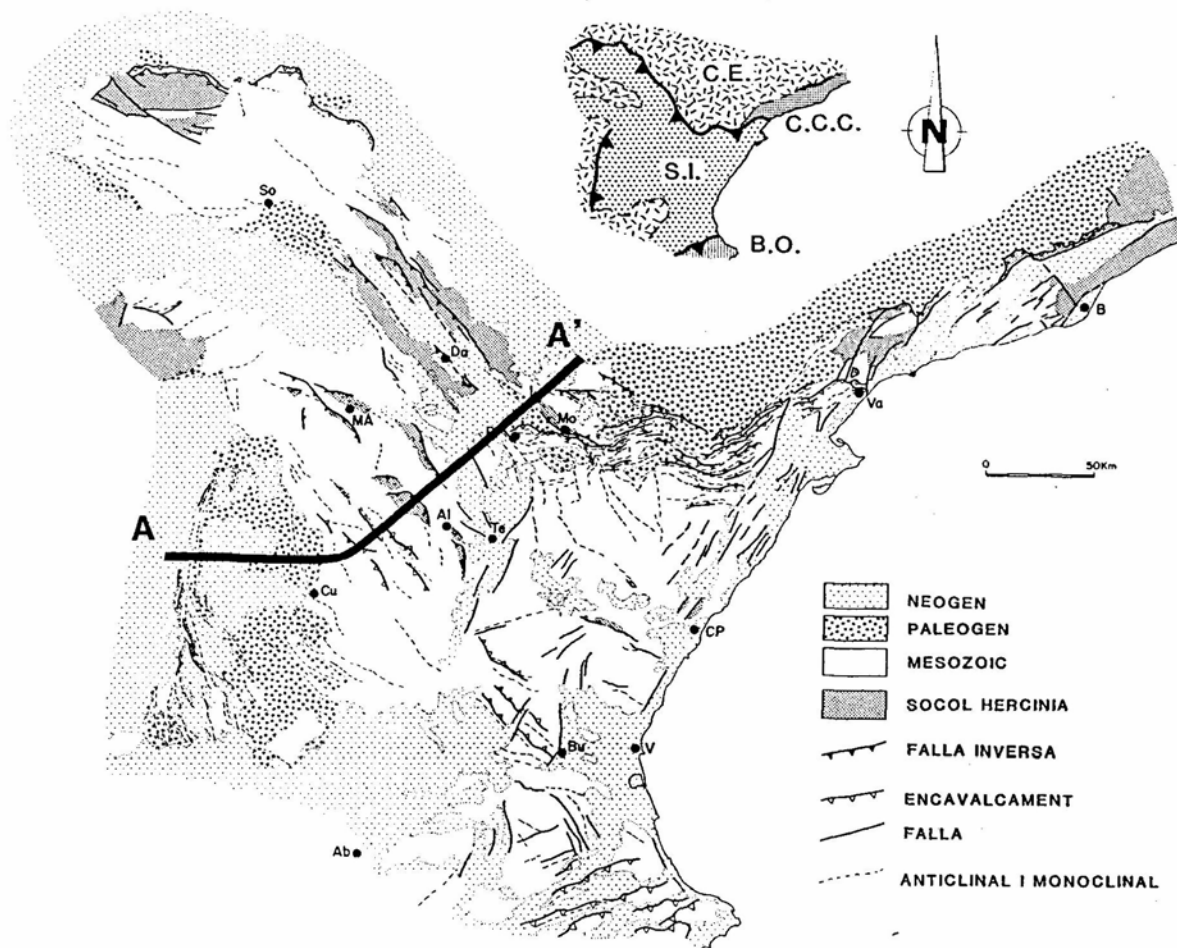 C.E.
C.C.C.
S.I.
B.O.
N
So
B
Da
A'
Va
MA
Mo
0 50Km
Al
Te
A
Cu
CP
Bu
V
Ab
NEOGEN
PALEOGEN
MESOZOIC
SOCOL HERCINIA
FALLA INVERSA
ENCAVALCAMENT
FALLA
ANTICLINAL I MONOCLINAL